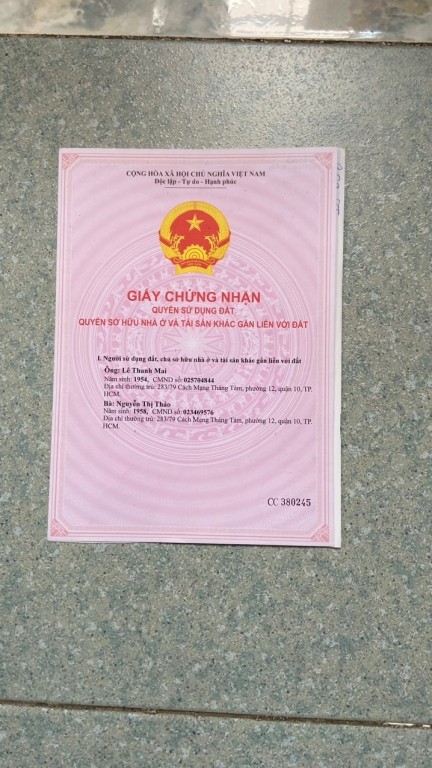 CỘNG HÒA XÃ HỘI CHỦ NGHĨA VIỆT NAM
Độc lập - Tự do - Hạnh phúc
GIẤY CHỨNG NHẬN
QUYỀN SỬ DỤNG ĐẤT
QUYỀN SỞ HỮU NHÀ Ở VÀ TÀI SẢN KHÁC GẮN LIỀN VỚI ĐẤT
I. Người sử dụng đất, chủ sở hữu nhà ở và tài sản khác gắn liền với đất
Ông: Lê Thanh Mai
Năm sinh: 1954, CMND số: 025704844
Địa chỉ thường trú: 283/79 Cách Mạng Tháng Tám, phường 12, quận 10, TP.
HCM.
Bà: Nguyễn Thị Thảo
Năm sinh: 1958, CMND số: 023469576
Địa chỉ thường trú: 283/79 Cách Mạng Tháng Tám, phường 12, quận 10, TP.
HCM.
CC 380245